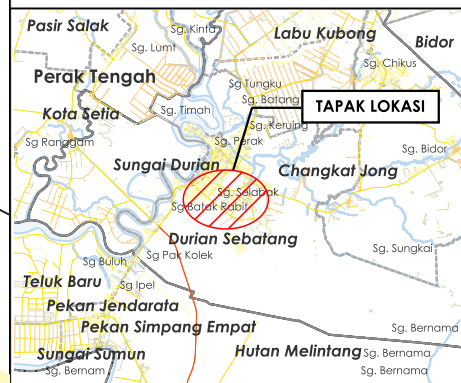 Pasir Salak
Sg. Kinta
Labu Kubong
Bidor
Sg. Lumt
Sg. Chikus
Perak Tengah
Sg Tungku
Sg. Batang
TAPAK LOKASI
Kota Setia
Sg. Timah
Sg. Keruing
Sg Ranggam
Sg. Perak
Sg. Bidor
Sungai Durian
Changkat Jong
Sg. Selabak
Sg Batak Rabit
Durian Sebatang
Sg. Sungkai
Sg Buluh
Sg Pak Kolek
Teluk Baru
Sg Ipel
Pekan Jendarata
Pekan Simpang Empat
Sg. Bernama
Sungai Sumun
Hutan Melintang
Sg. Bernama
Sg. Bernam
Sg. Bernama